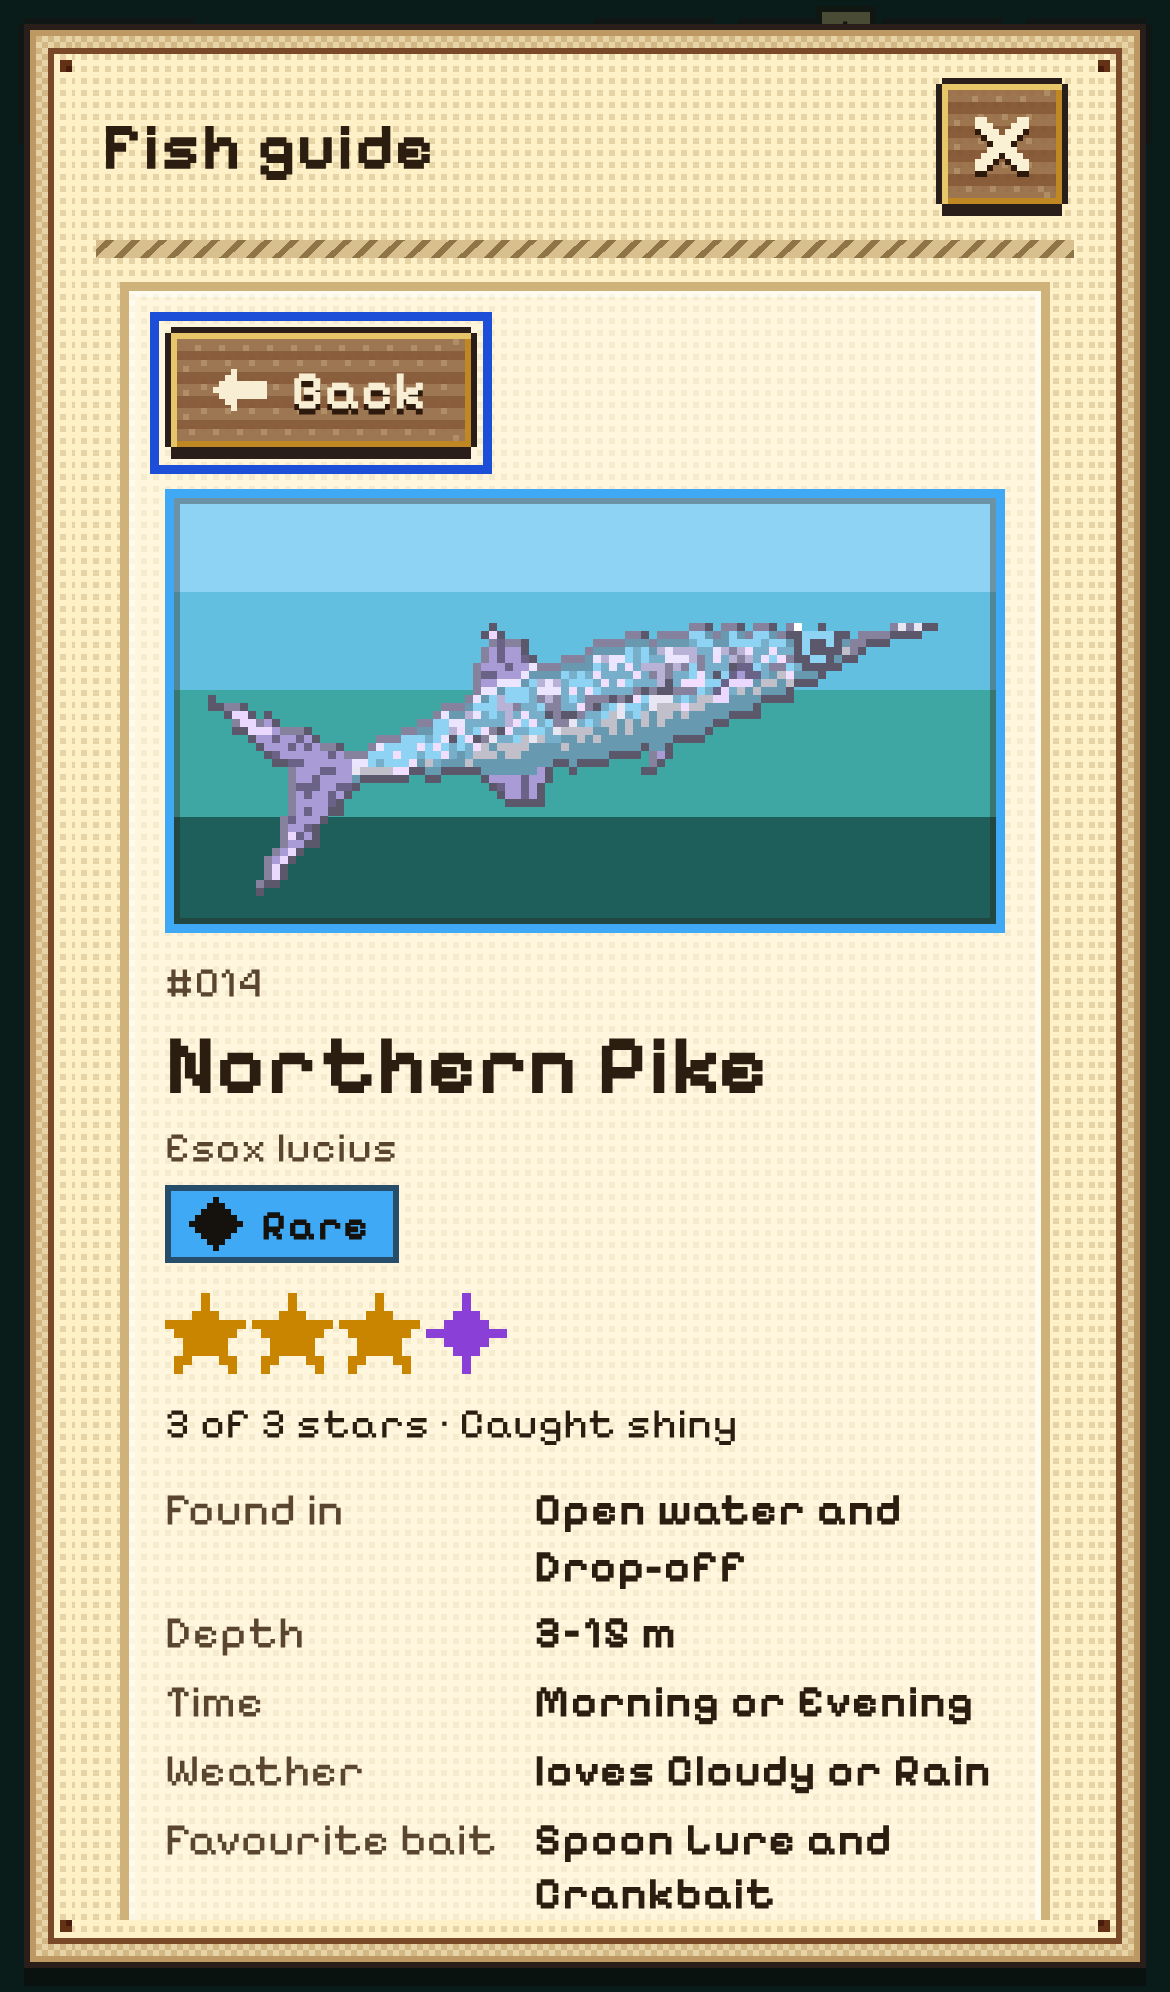 Fish guide
Back
#014
Northern Pike
Esox lucius
Rare
3 of 3 stars · Caught shiny
Found in
Open water and
Drop-off
Depth
3-18 m
Time
Morning or Evening
Weather
loves Cloudy or Rain
Favourite bait
Spoon Lure and
Crankbait